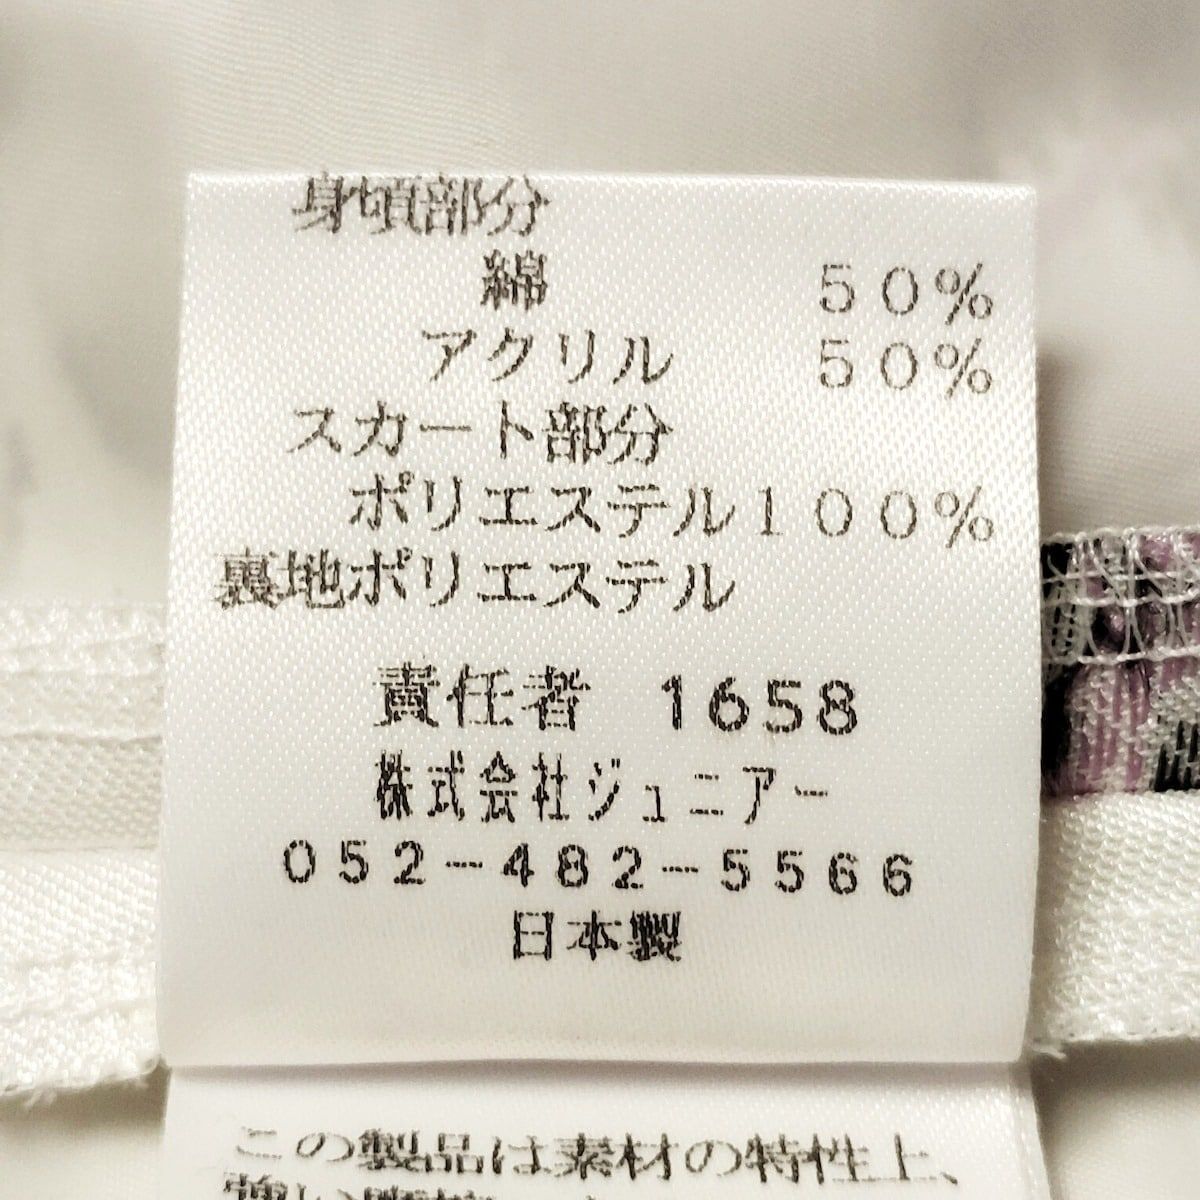 身頃部分
綿 50%
アクリル 50%
スカート部分
ポリエステル100%
裏地ポリエステル
責任者 1658
株式会社ジュニアー
052-482-5566
日本製
この製品は素材の特性上、
強い